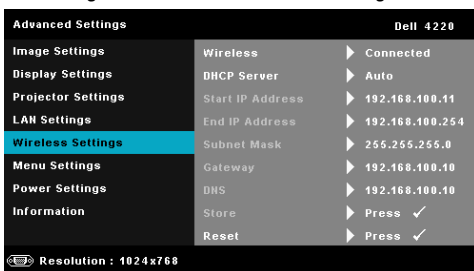 Advanced Settings Dell 4220
Image Settings
Display Settings
Projector Settings
LAN Settings
Wireless Settings
Menu Settings
Power Settings
Information
Wireless Connected
DHCP Server Auto
Start IP Address 192.168.100.11
End IP Address 192.168.100.254
Subnet Mask 255.255.255.0
Gateway 192.168.100.10
DNS 192.168.100.10
Store Press ✓
Reset Press ✓
Resolution : 1024x768